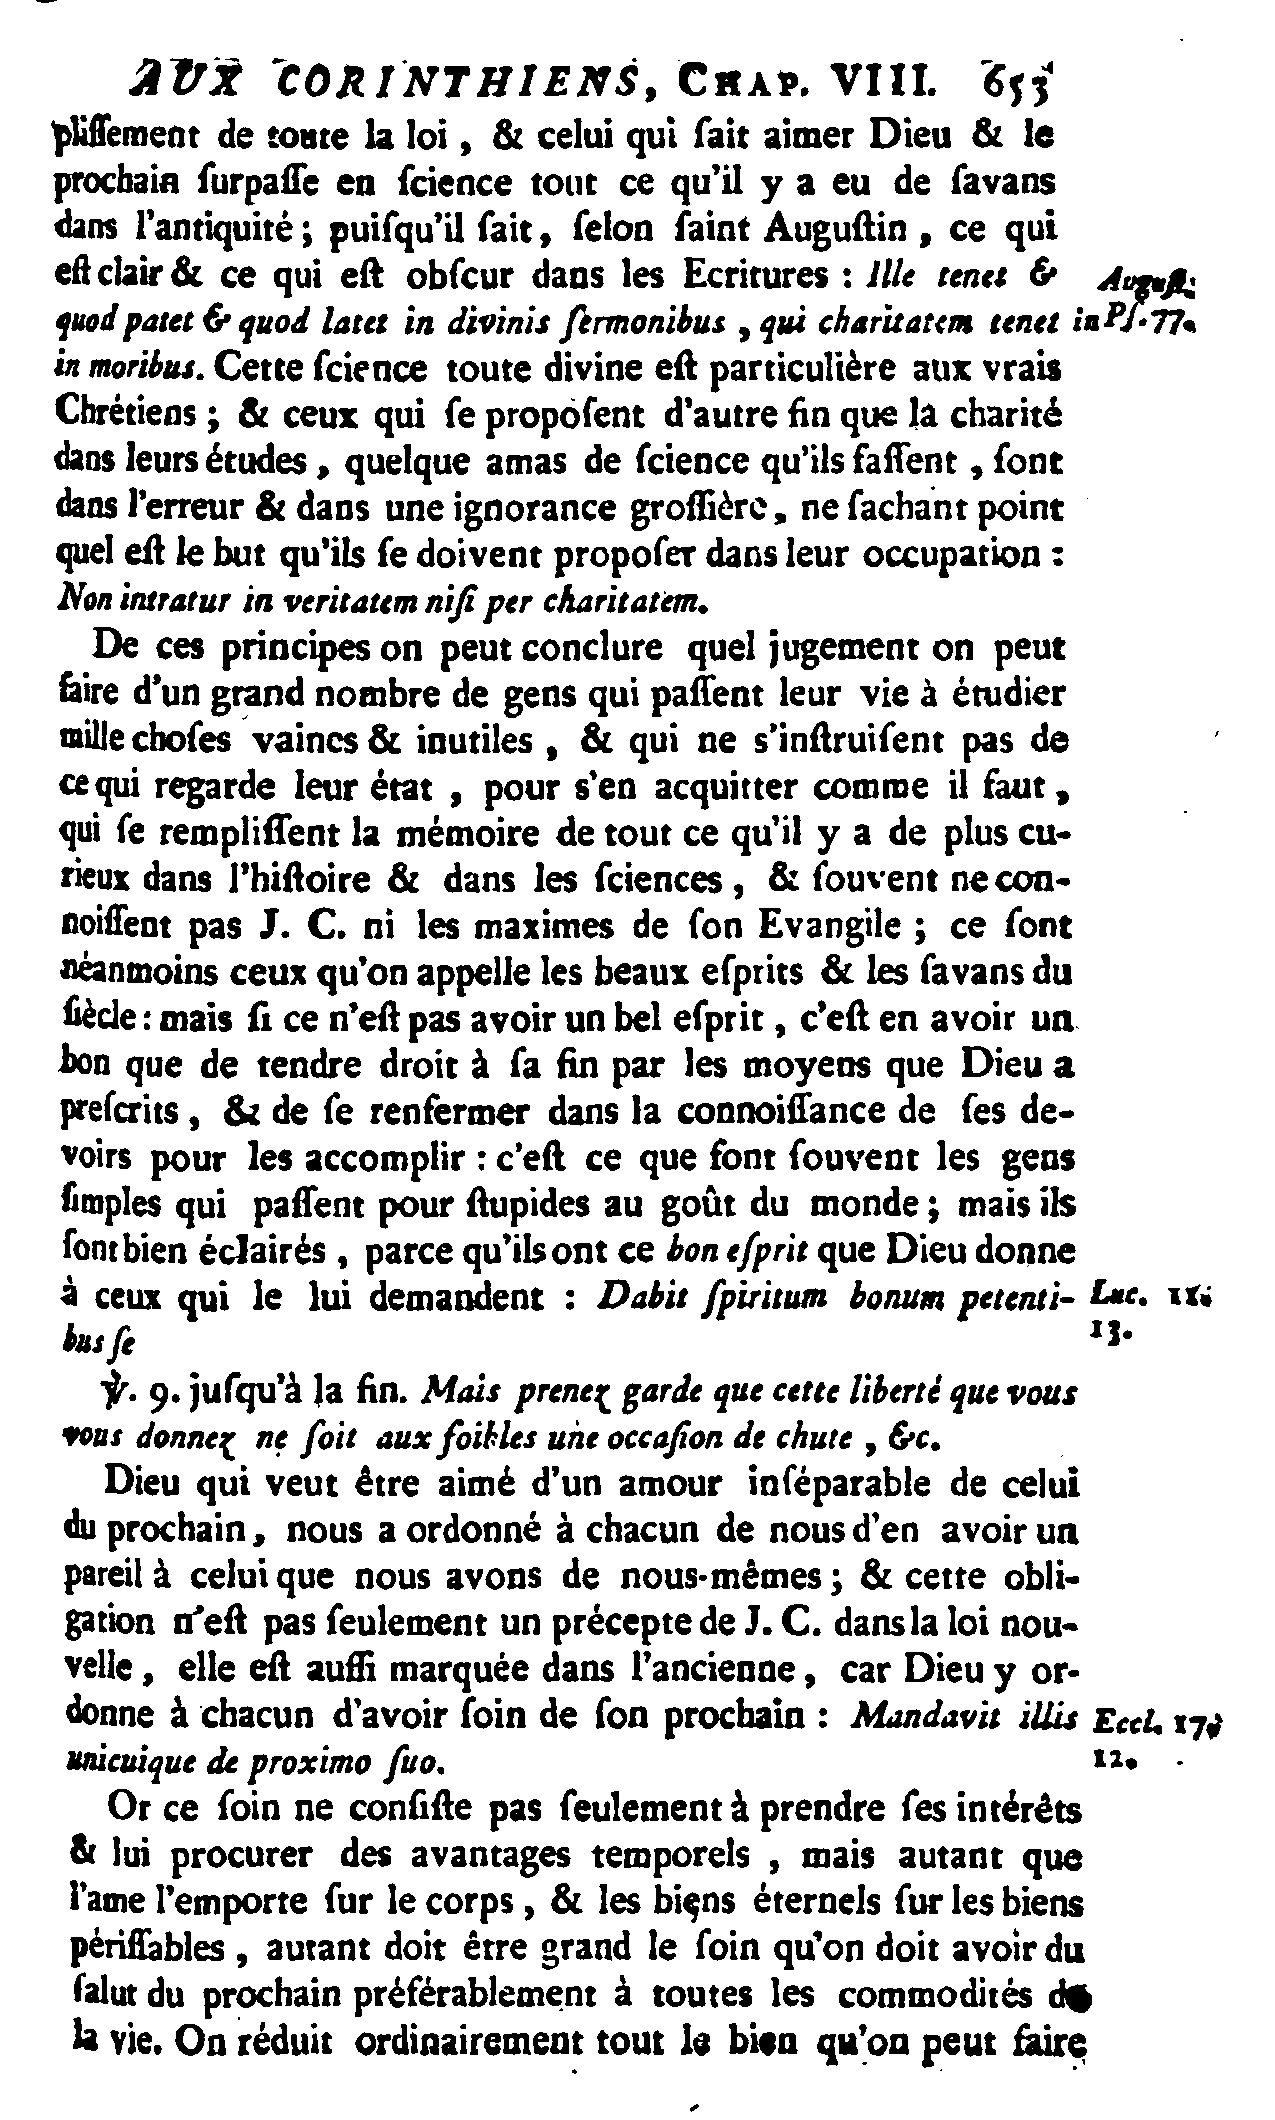 AUX CORINTHIENS, CHAP. VIII. 653
pliſſement de toute la loi, & celui qui ſait aimer Dieu & le
prochain ſurpaſſe en ſcience tout ce qu'il y a eu de ſavans
dans l'antiquité; puiſqu'il ſait, ſelon ſaint Auguſtin, ce qui
eſt clair & ce qui eſt obſcur dans les Ecritures : Ille tenet &
Auguſt.
quod patet & quod latet in divinis ſermonibus, qui charitatem tenet
in Pſ. 77.
in moribus. Cette ſcience toute divine eſt particulière aux vrais
Chrétiens; & ceux qui ſe propoſent d'autre fin que la charité
dans leurs études, quelque amas de ſcience qu'ils faſſent, ſont
dans l'erreur & dans une ignorance groſſière, ne ſachant point
quel eſt le but qu'ils ſe doivent propoſer dans leur occupation :
Non intratur in veritatem niſi per charitatem.
De ces principes on peut conclure quel jugement on peut
faire d'un grand nombre de gens qui paſſent leur vie à étudier
mille choſes vaines & inutiles, & qui ne s'inſtruiſent pas de
ce qui regarde leur état, pour s'en acquitter comme il faut,
qui ſe rempliſſent la mémoire de tout ce qu'il y a de plus cu-
rieux dans l'hiſtoire & dans les ſciences, & ſouvent ne con-
noiſſent pas J. C. ni les maximes de ſon Evangile; ce ſont
néanmoins ceux qu'on appelle les beaux eſprits & les ſavans du
ſiècle : mais ſi ce n'eſt pas avoir un bel eſprit, c'eſt en avoir un
bon que de tendre droit à ſa fin par les moyens que Dieu a
preſcrits, & de ſe renfermer dans la connoiſſance de ſes de-
voirs pour les accomplir : c'eſt ce que font ſouvent les gens
ſimples qui paſſent pour ſtupides au goût du monde; mais ils
ſont bien éclairés, parce qu'ils ont ce bon eſprit que Dieu donne
à ceux qui le lui demandent : Dabit ſpiritum bonum petenti-
Luc. 11.
bus ſe
13.
℣. 9. juſqu'à la fin. Mais prenez garde que cette liberté que vous
vous donnez ne ſoit aux foibles une occaſion de chute, &c.
Dieu qui veut être aimé d'un amour inſéparable de celui
du prochain, nous a ordonné à chacun de nous d'en avoir un
pareil à celui que nous avons de nous-mêmes; & cette obli-
gation n'eſt pas ſeulement un précepte de J. C. dans la loi nou-
velle, elle eſt auſſi marquée dans l'ancienne, car Dieu y or-
donne à chacun d'avoir ſoin de ſon prochain : Mandavit illis
Eccl. 17.
unicuique de proximo ſuo.
12.
Or ce ſoin ne conſiſte pas ſeulement à prendre ſes intérêts
& lui procurer des avantages temporels, mais autant que
l'ame l'emporte ſur le corps, & les biens éternels ſur les biens
périſſables, autant doit être grand le ſoin qu'on doit avoir du
ſalut du prochain préférablement à toutes les commodités de
la vie. On réduit ordinairement tout le bien qu'on peut faire